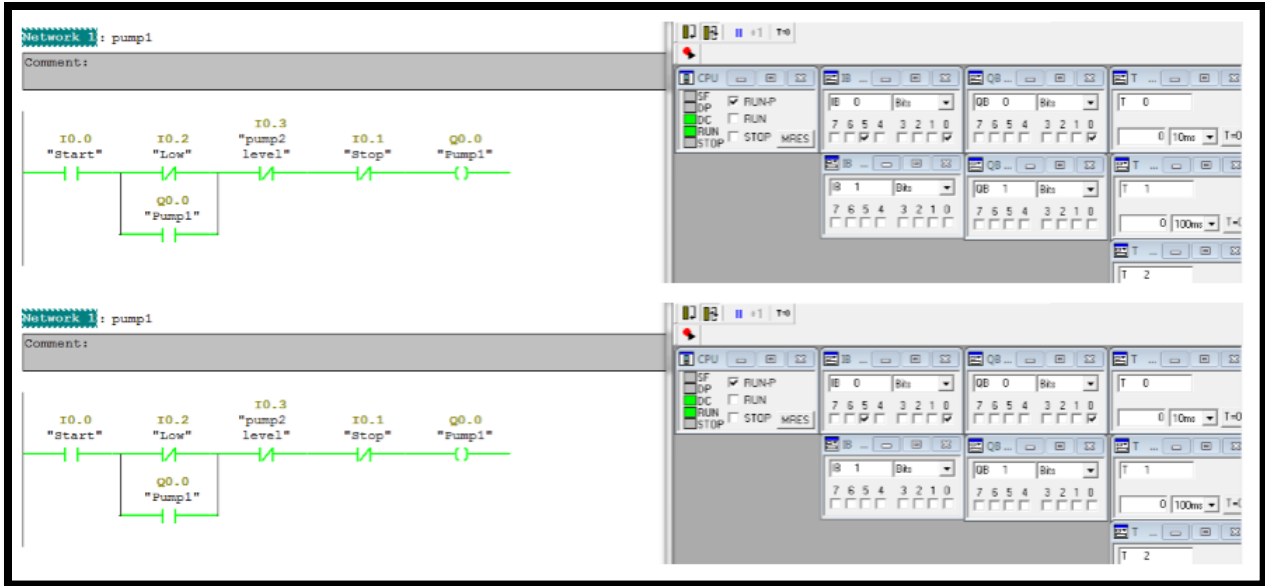 Network 1: pump1
Comment:
I0.3
I0.0 I0.2 "pump2 I0.1 Q0.0
"Start" "Low" level" "Stop" "Pump1"
Q0.0
"Pump1"
+1 T=0
CPU
SF
DP
DC
RUN
STOP
RUN-P
RUN
STOP MRES
IB ...
IB 0 Bits
7 6 5 4 3 2 1 0
QB ...
QB 0 Bits
7 6 5 4 3 2 1 0
T ...
T 0
0 10ms T=0
IB ...
IB 1 Bits
7 6 5 4 3 2 1 0
QB ...
QB 1 Bits
7 6 5 4 3 2 1 0
T ...
T 1
0 100ms
T ...
T 2
Network 1: pump1
Comment:
I0.3
I0.0 I0.2 "pump2 I0.1 Q0.0
"Start" "Low" level" "Stop" "Pump1"
Q0.0
"Pump1"
+1 T=0
CPU
SF
DP
DC
RUN
STOP
RUN-P
RUN
STOP MRES
IB ...
IB 0 Bits
7 6 5 4 3 2 1 0
QB ...
QB 0 Bits
7 6 5 4 3 2 1 0
T ...
T 0
0 10ms T=0
IB ...
IB 1 Bits
7 6 5 4 3 2 1 0
QB ...
QB 1 Bits
7 6 5 4 3 2 1 0
T ...
T 1
0 100ms
T ...
T 2